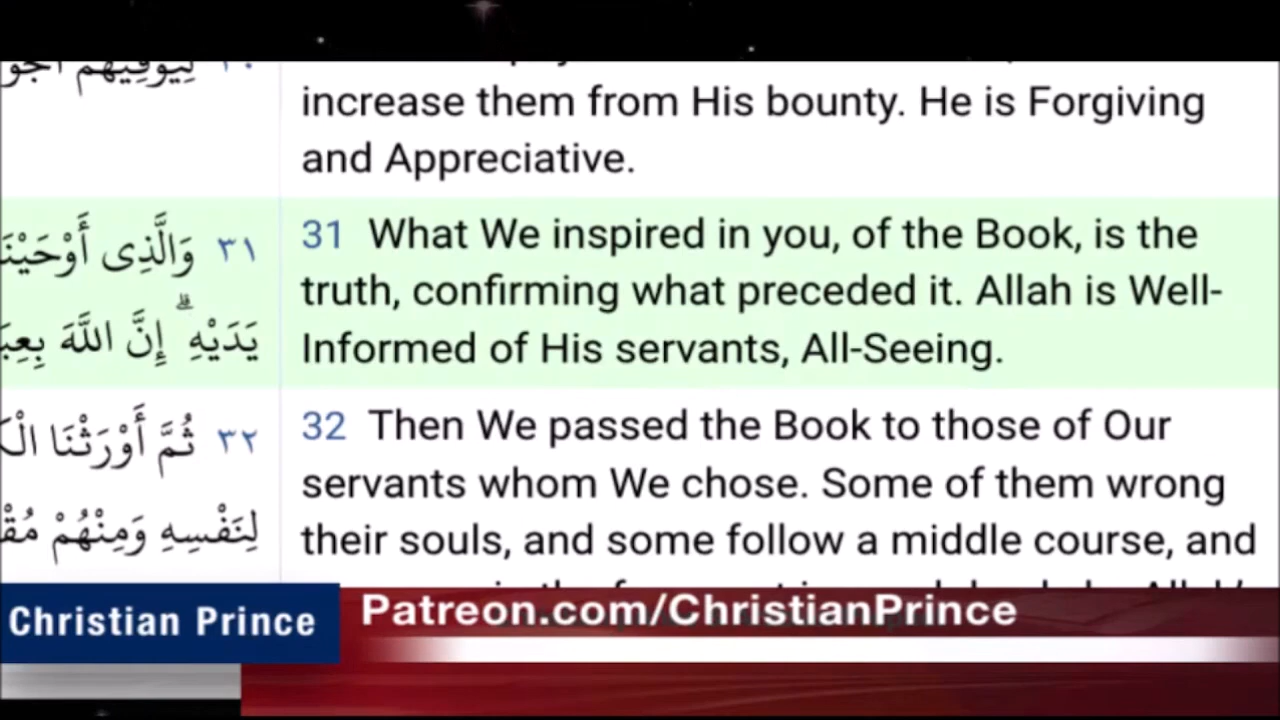 لِيُوَفِّيَهُمْ ٣٠
increase them from His bounty. He is Forgiving
and Appreciative.
٣١ وَالَّذِى
يَدَيْهِ ۗ إِنَّ اللَّهَ
31 What We inspired in you, of the Book, is the
truth, confirming what preceded it. Allah is Well-
Informed of His servants, All-Seeing.
٣٢ ثُمَّ أَوْرَثْنَا
لِنَفْسِهِ وَمِنْهُمْ
32 Then We passed the Book to those of Our
servants whom We chose. Some of them wrong
their souls, and some follow a middle course, and
Christian Prince
Patreon.com/ChristianPrince